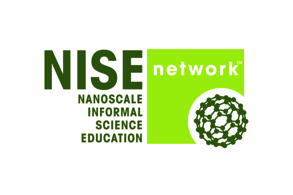 NISE
network™
NANOSCALE
INFORMAL
SCIENCE
EDUCATION